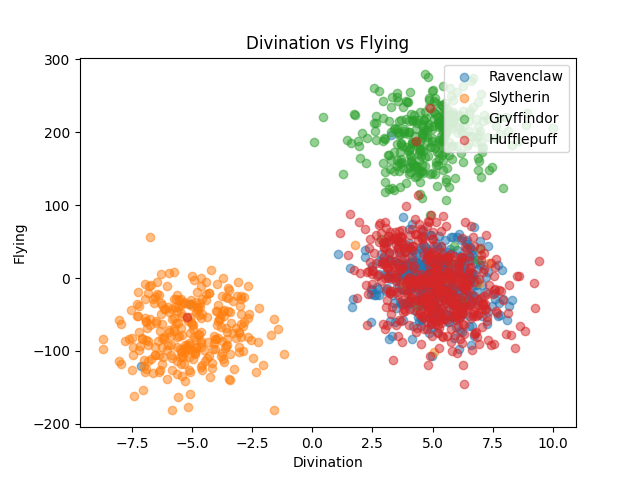 Divination vs Flying
Ravenclaw
Slytherin
Gryffindor
Hufflepuff
300
200
100
0
−100
−200
Flying
−7.5 −5.0 −2.5 0.0 2.5 5.0 7.5 10.0
Divination